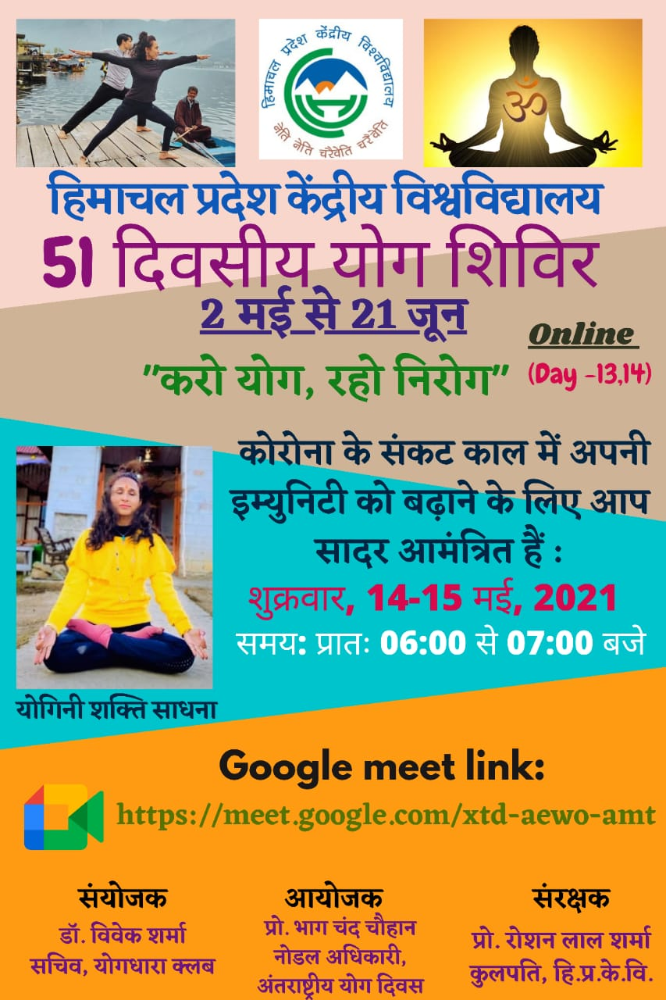 हिमाचल प्रदेश केंद्रीय विश्वविद्यालय
नेति नेति चरैवेति चरैवेति
ॐ
हिमाचल प्रदेश केंद्रीय विश्वविद्यालय
51 दिवसीय योग शिविर
2 मई से 21 जून
Online
"करो योग, रहो निरोग"
(Day -13,14)
कोरोना के संकट काल में अपनी
इम्युनिटी को बढ़ाने के लिए आप
सादर आमंत्रित हैं :
शुक्रवार, 14-15 मई, 2021
समय: प्रातः 06:00 से 07:00 बजे
योगिनी शक्ति साधना
Google meet link:
https://meet.google.com/xtd-aewo-amt
संयोजक
डॉ. विवेक शर्मा
सचिव, योगधारा क्लब
आयोजक
प्रो. भाग चंद चौहान
नोडल अधिकारी,
अंतराष्ट्रीय योग दिवस
संरक्षक
प्रो. रोशन लाल शर्मा
कुलपति, हि.प्र.के.वि.